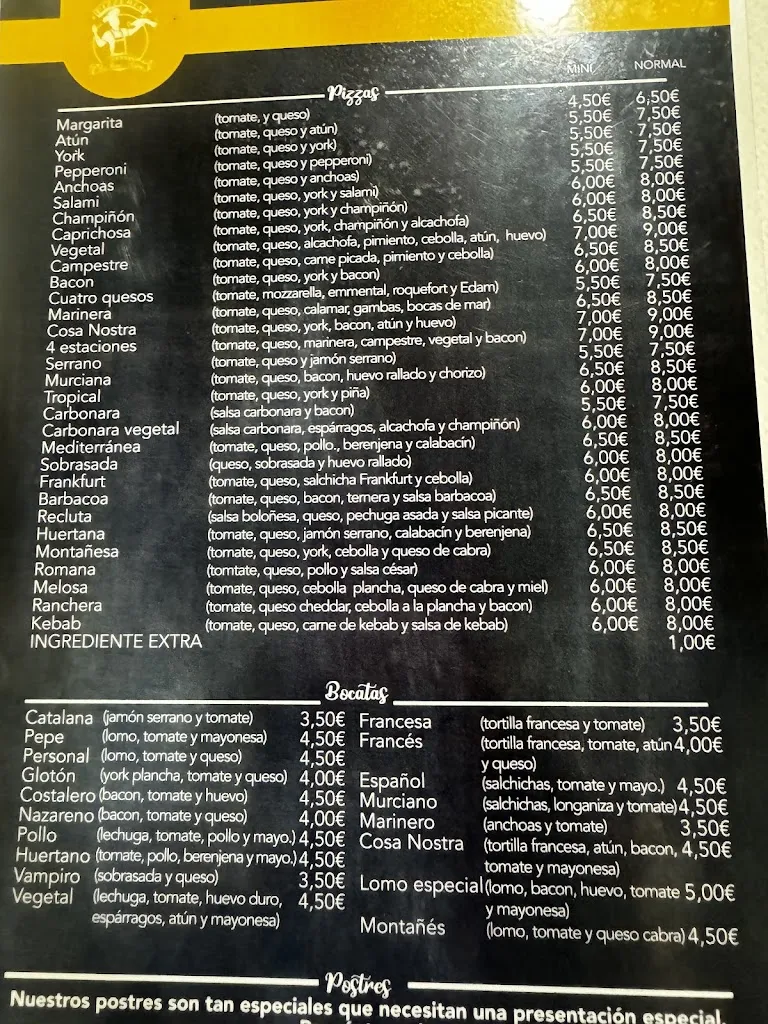 MINI NORMAL
Pizzas
Margarita (tomate, y queso) 4,50€ 6,50€
Atún (tomate, queso y atún) 5,50€ 7,50€
York (tomate, queso y york) 5,50€ 7,50€
Pepperoni (tomate, queso y pepperoni) 5,50€ 7,50€
Anchoas (tomate, queso y anchoas) 5,50€ 7,50€
Salami (tomate, queso, york y salami) 6,00€ 8,00€
Champiñón (tomate, queso, york y champiñón) 6,00€ 8,00€
Caprichosa (tomate, queso, york, champiñón y alcachofa) 6,50€ 8,50€
Vegetal (tomate, queso, alcachofa, pimiento, cebolla, atún, huevo) 7,00€ 9,00€
Campestre (tomate, queso, carne picada, pimiento y cebolla) 6,50€ 8,50€
Bacon (tomate, queso, york y bacon) 6,00€ 8,00€
Cuatro quesos (tomate, mozzarella, emmental, roquefort y Edam) 5,50€ 7,50€
Marinera (tomate, queso, calamar, gambas, bocas de mar) 6,50€ 8,50€
Cosa Nostra (tomate, queso, york, bacon, atún y huevo) 7,00€ 9,00€
4 estaciones (tomate, queso, marinera, campestre, vegetal y bacon) 7,00€ 9,00€
Serrano (tomate, queso y jamón serrano) 5,50€ 7,50€
Murciana (tomate, queso, bacon, huevo rallado y chorizo) 6,50€ 8,50€
Tropical (tomate, queso, york y piña) 6,00€ 8,00€
Carbonara (salsa carbonara y bacon) 5,50€ 7,50€
Carbonara vegetal (salsa carbonara, espárragos, alcachofa y champiñón) 6,00€ 8,00€
Mediterránea (tomate, queso, pollo., berenjena y calabacín) 6,50€ 8,50€
Sobrasada (queso, sobrasada y huevo rallado) 6,00€ 8,00€
Frankfurt (tomate, queso, salchicha Frankfurt y cebolla) 6,00€ 8,00€
Barbacoa (tomate, queso, bacon, ternera y salsa barbacoa) 6,50€ 8,50€
Recluta (salsa boloñesa, queso, pechuga asada y salsa picante) 6,00€ 8,00€
Huertana (tomate, queso, jamón serrano, calabacín y berenjena) 6,50€ 8,50€
Montañesa (tomate, queso, york, cebolla y queso de cabra) 6,50€ 8,50€
Romana (tomtate, queso, pollo y salsa césar) 6,00€ 8,00€
Melosa (tomate, queso, cebolla plancha, queso de cabra y miel) 6,00€ 8,00€
Ranchera (tomate, queso cheddar, cebolla a la plancha y bacon) 6,00€ 8,00€
Kebab (tomate, queso, carne de kebab y salsa de kebab) 6,00€ 8,00€
INGREDIENTE EXTRA 1,00€
Bocatas
Catalana (jamón serrano y tomate) 3,50€
Pepe (lomo, tomate y mayonesa) 4,50€
Personal (lomo, tomate y queso) 4,50€
Glotón (york plancha, tomate y queso) 4,00€
Costalero (bacon, tomate y huevo) 4,50€
Nazareno (bacon, tomate y queso) 4,00€
Pollo (lechuga, tomate, pollo y mayo.) 4,50€
Huertano (tomate, pollo, berenjena y mayo.) 4,50€
Vampiro (sobrasada y queso) 3,50€
Vegetal (lechuga, tomate, huevo duro, 4,50€
espárragos, atún y mayonesa)
Francesa (tortilla francesa y tomate) 3,50€
Francés (tortilla francesa, tomate, atún 4,00€
y queso)
Español (salchichas, tomate y mayo.) 4,50€
Murciano (salchichas, longaniza y tomate) 4,50€
Marinero (anchoas y tomate) 3,50€
Cosa Nostra (tortilla francesa, atún, bacon, 4,50€
tomate y mayonesa)
Lomo especial (lomo, bacon, huevo, tomate 5,00€
y mayonesa)
Montañés (lomo, tomate y queso cabra) 4,50€
Postres
Nuestros postres son tan especiales que necesitan una presentación especial.